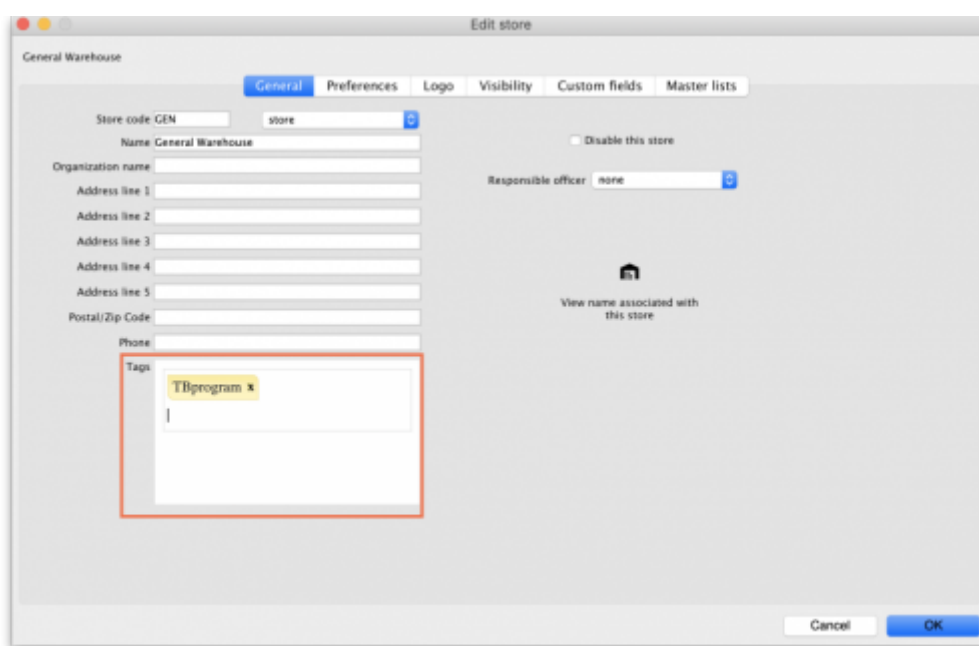 Edit store
General Warehouse
General Preferences Logo Visibility Custom fields Master lists
Store code GEN store
Disable this store
Name General Warehouse
Organization name
Responsible officer none
Address line 1
Address line 2
Address line 3
Address line 4
Address line 5
View name associated with
this store
Postal/Zip Code
Phone
Tags
TBprogram x
Cancel OK